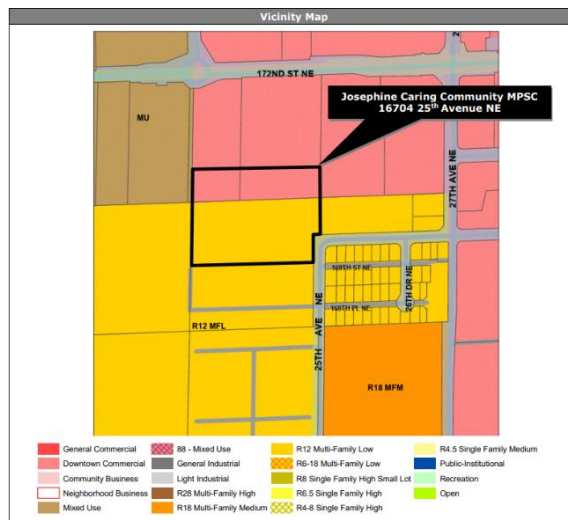 Vicinity Map
172ND ST NE
Josephine Caring Community MPSC
16704 25th Avenue NE
MU
27TH AVE NE
2
169TH ST NE
26TH DR NE
168TH PL NE
25TH AVE NE
R12 MFL
R18 MFM
General Commercial
Downtown Commercial
Community Business
Neighborhood Business
Mixed Use
88 - Mixed Use
General Industrial
Light Industrial
R28 Multi-Family High
R18 Multi-Family Medium
R12 Multi-Family Low
R6-18 Multi-Family Low
R8 Single Family High Small Lot
R6.5 Single Family High
R4-8 Single Family High
R4.5 Single Family Medium
Public-Institutional
Recreation
Open